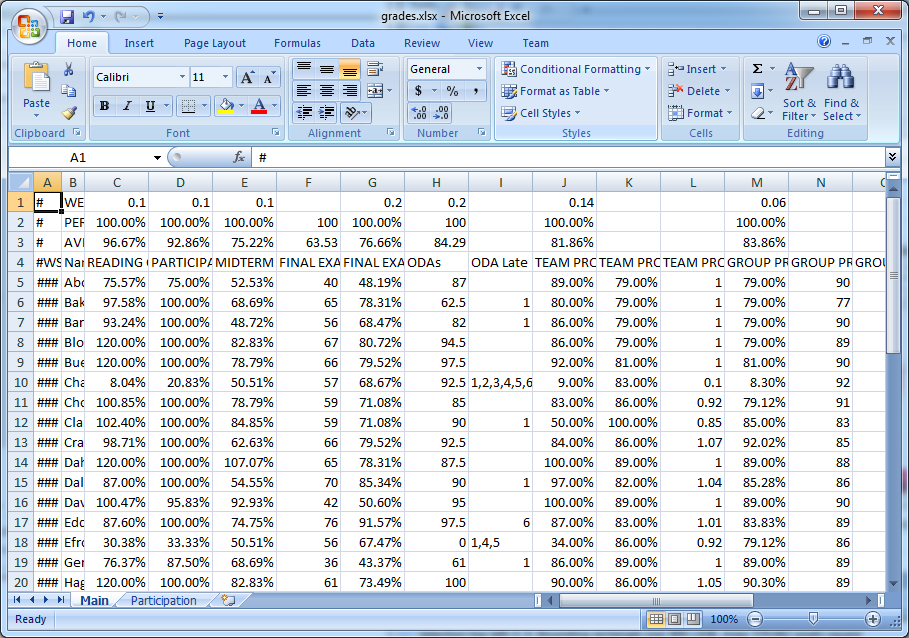 grades.xlsx - Microsoft Excel
Home Insert Page Layout Formulas Data Review View Team
Calibri 11 General Conditional Formatting Insert Σ
Paste B I U A A A $ % , Format as Table Delete Sort & Filter Find & Select
Cell Styles Format
Clipboard Font Alignment Number Styles Cells Editing
A1 fx #
A B C D E F G H I J K L M N
1 # WE 0.1 0.1 0.1 0.2 0.2 0.14 0.06
2 # PER 100.00% 100.00% 100.00% 100 100.00% 100 100.00% 100.00%
3 # AVE 96.67% 92.86% 75.22% 63.53 76.66% 84.29 81.86% 83.86%
4 #WS Nar READING PARTICIPA MIDTERM FINAL EXA FINAL EXA ODAs ODA Late TEAM PRO TEAM PRO TEAM PRO GROUP PR GROUP PR GROU
5 ### Abo 75.57% 75.00% 52.53% 40 48.19% 87 89.00% 79.00% 1 79.00% 90
6 ### Bak 97.58% 100.00% 68.69% 65 78.31% 62.5 1 80.00% 79.00% 1 79.00% 77
7 ### Bar 93.24% 100.00% 48.72% 56 68.47% 82 1 86.00% 79.00% 1 79.00% 90
8 ### Blo 120.00% 100.00% 82.83% 67 80.72% 94.5 86.00% 79.00% 1 79.00% 89
9 ### Bue 120.00% 100.00% 78.79% 66 79.52% 97.5 92.00% 81.00% 1 81.00% 90
10 ### Cha 8.04% 20.83% 50.51% 57 68.67% 92.5 1,2,3,4,5,6 9.00% 83.00% 0.1 8.30% 92
11 ### Cho 100.85% 100.00% 78.79% 59 71.08% 85 83.00% 86.00% 0.92 79.12% 91
12 ### Cla 102.40% 100.00% 84.85% 59 71.08% 90 1 50.00% 100.00% 0.85 85.00% 83
13 ### Cra 98.71% 100.00% 62.63% 66 79.52% 92.5 84.00% 86.00% 1.07 92.02% 85
14 ### Dah 120.00% 100.00% 107.07% 65 78.31% 87.5 100.00% 89.00% 1 89.00% 88
15 ### Dal 87.00% 100.00% 54.55% 70 85.34% 90 1 97.00% 82.00% 1.04 85.28% 86
16 ### Dav 100.47% 95.83% 92.93% 42 50.60% 95 100.00% 89.00% 1 89.00% 90
17 ### Edd 87.60% 100.00% 74.75% 76 91.57% 97.5 6 87.00% 83.00% 1.01 83.83% 89
18 ### Efro 30.38% 33.33% 50.51% 56 67.47% 0 1,4,5 34.00% 86.00% 0.92 79.12% 86
19 ### Ger 76.37% 87.50% 68.69% 36 43.37% 61 1 86.00% 89.00% 1 89.00% 89
20 ### Hag 120.00% 100.00% 82.83% 61 73.49% 100 90.00% 86.00% 1.05 90.30% 89
Main Participation
Ready 100%